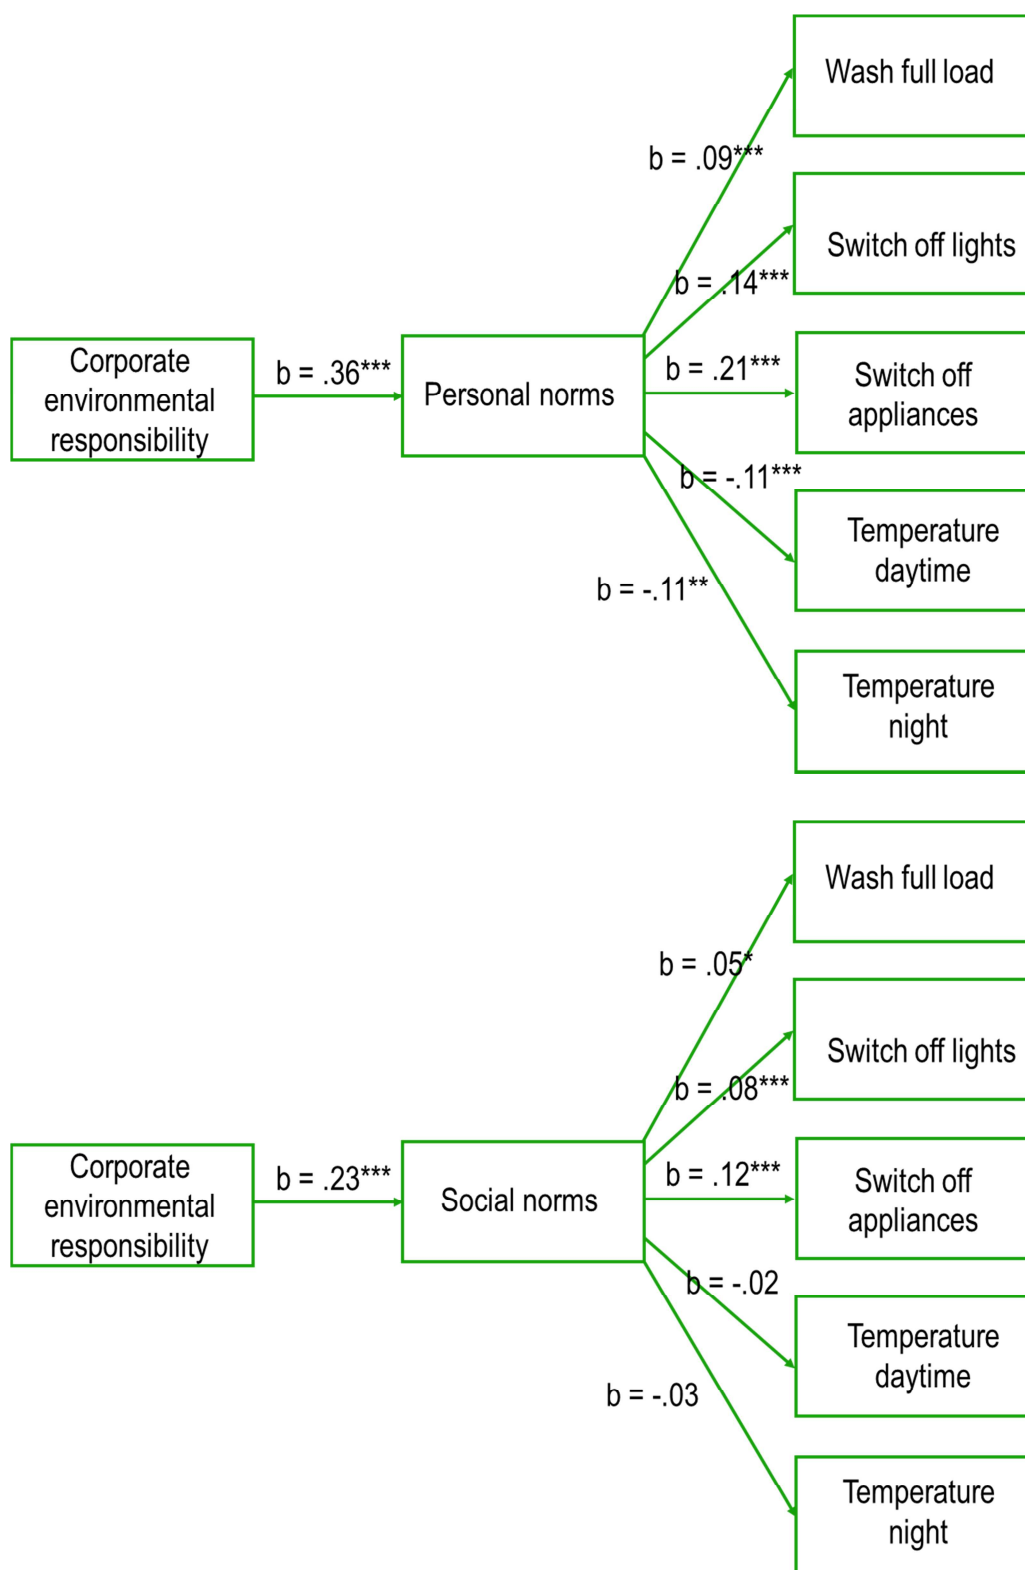 Wash full load
b = .09***
Switch off lights
b = .14***
Corporate
environmental
responsibility
b = .36***
Personal norms
b = .21***
Switch off
appliances
b = -.11***
Temperature
daytime
b = -.11**
Temperature
night
Wash full load
b = .05*
Switch off lights
b = .08***
Corporate
environmental
responsibility
b = .23***
Social norms
b = .12***
Switch off
appliances
b = -.02
Temperature
daytime
b = -.03
Temperature
night